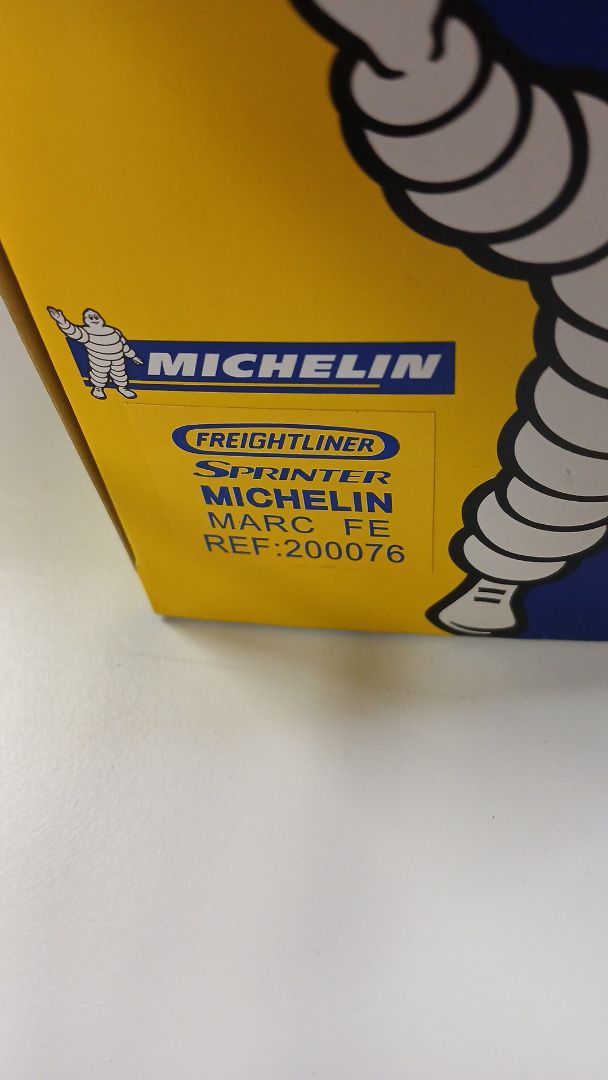 MICHELIN
FREIGHTLINER
SPRINTER
MICHELIN
MARC FE
REF:200076